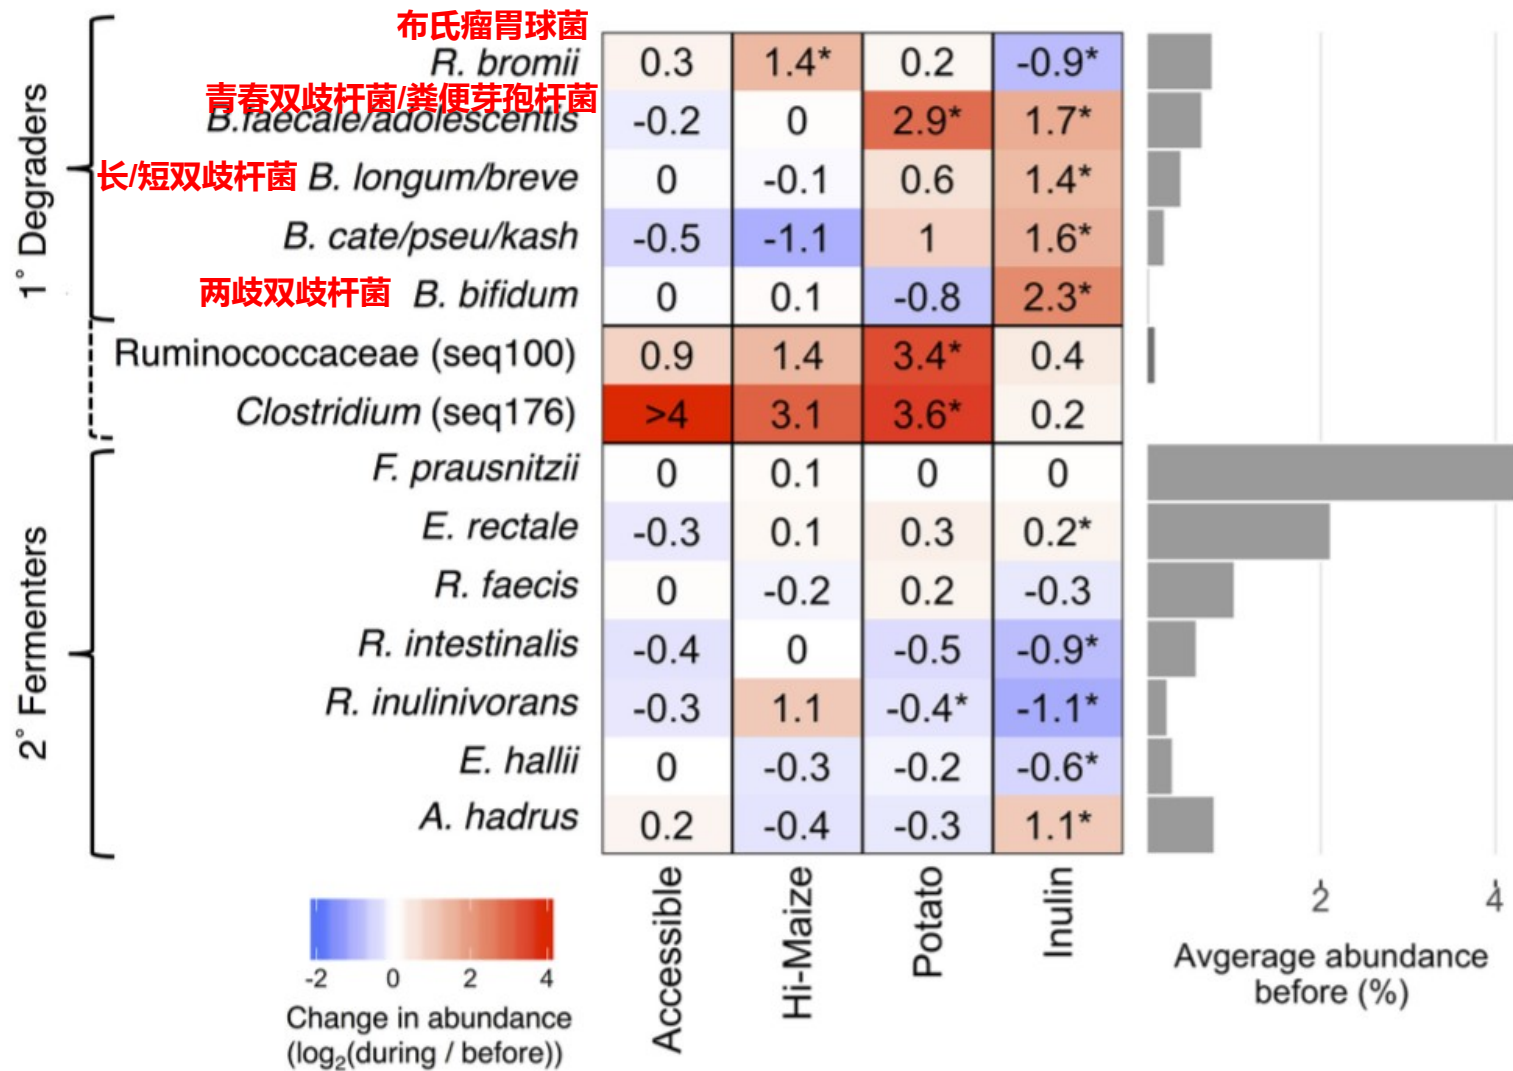 布氏瘤胃球菌
R. bromii 0.3 1.4* 0.2 -0.9*
青春双歧杆菌/粪便芽孢杆菌
B.faecale/adolescentis -0.2 0 2.9* 1.7*
长/短双歧杆菌 B. longum/breve 0 -0.1 0.6 1.4*
B. cate/pseu/kash -0.5 -1.1 1 1.6*
两歧双歧杆菌 B. bifidum 0 0.1 -0.8 2.3*
1° Degraders
Ruminococcaceae (seq100) 0.9 1.4 3.4* 0.4
Clostridium (seq176) >4 3.1 3.6* 0.2
F. prausnitzii 0 0.1 0 0
E. rectale -0.3 0.1 0.3 0.2*
R. faecis 0 -0.2 0.2 -0.3
R. intestinalis -0.4 0 -0.5 -0.9*
R. inulinivorans -0.3 1.1 -0.4* -1.1*
E. hallii 0 -0.3 -0.2 -0.6*
A. hadrus 0.2 -0.4 -0.3 1.1*
2° Fermenters
Accessible
Hi-Maize
Potato
Inulin
2 4
Avgerage abundance
before (%)
-2 0 2 4
Change in abundance
(log₂(during / before))